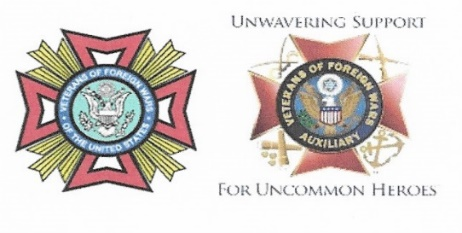 UNWAVERING SUPPORT
VETERANS OF FOREIGN WARS
OF THE UNITED STATES
VETERANS OF FOREIGN WARS
AUXILIARY
FOR UNCOMMON HEROES